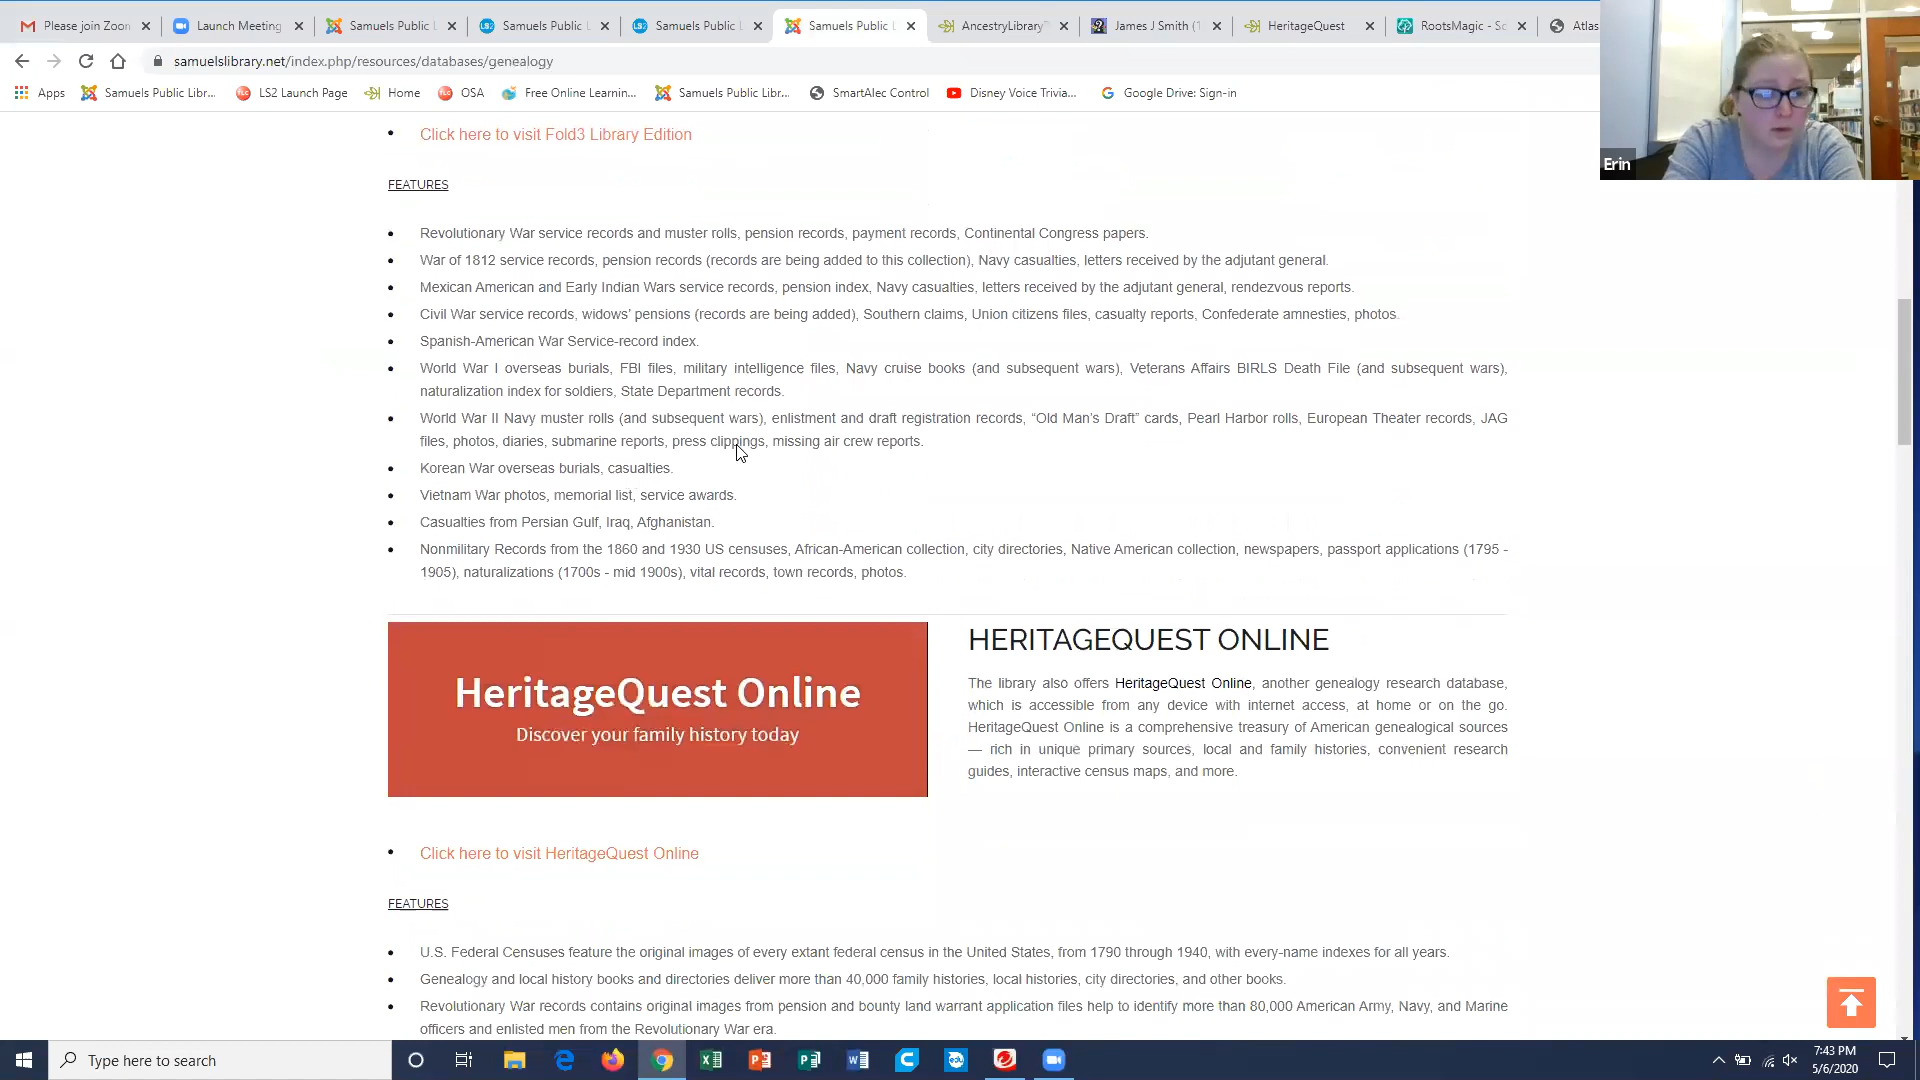 Please join Zoom
Launch Meeting
Samuels Public L
Samuels Public L
Samuels Public L
Samuels Public L
AncestryLibrary
James J Smith (1
HeritageQuest
RootsMagic - Sc
Atlas
samuelslibrary.net/index.php/resources/databases/genealogy
Apps
Samuels Public Libr...
LS2 Launch Page
Home
OSA
Free Online Learnin...
Samuels Public Libr...
SmartAlec Control
Disney Voice Trivia...
Google Drive: Sign-in
Erin
Click here to visit Fold3 Library Edition
FEATURES
Revolutionary War service records and muster rolls, pension records, payment records, Continental Congress papers.
War of 1812 service records, pension records (records are being added to this collection), Navy casualties, letters received by the adjutant general.
Mexican American and Early Indian Wars service records, pension index, Navy casualties, letters received by the adjutant general, rendezvous reports.
Civil War service records, widows' pensions (records are being added), Southern claims, Union citizens files, casualty reports, Confederate amnesties, photos.
Spanish-American War Service-record index.
World War I overseas burials, FBI files, military intelligence files, Navy cruise books (and subsequent wars), Veterans Affairs BIRLS Death File (and subsequent wars),
naturalization index for soldiers, State Department records.
World War II Navy muster rolls (and subsequent wars), enlistment and draft registration records, “Old Man’s Draft” cards, Pearl Harbor rolls, European Theater records, JAG
files, photos, diaries, submarine reports, press clippings, missing air crew reports.
Korean War overseas burials, casualties.
Vietnam War photos, memorial list, service awards.
Casualties from Persian Gulf, Iraq, Afghanistan.
Nonmilitary Records from the 1860 and 1930 US censuses, African-American collection, city directories, Native American collection, newspapers, passport applications (1795 -
1905), naturalizations (1700s - mid 1900s), vital records, town records, photos.
HeritageQuest Online
Discover your family history today
HERITAGEQUEST ONLINE
The library also offers HeritageQuest Online, another genealogy research database,
which is accessible from any device with internet access, at home or on the go.
HeritageQuest Online is a comprehensive treasury of American genealogical sources
— rich in unique primary sources, local and family histories, convenient research
guides, interactive census maps, and more.
Click here to visit HeritageQuest Online
FEATURES
U.S. Federal Censuses feature the original images of every extant federal census in the United States, from 1790 through 1940, with every-name indexes for all years.
Genealogy and local history books and directories deliver more than 40,000 family histories, local histories, city directories, and other books.
Revolutionary War records contains original images from pension and bounty land warrant application files help to identify more than 80,000 American Army, Navy, and Marine
officers and enlisted men from the Revolutionary War era.
Type here to search
7:43 PM
5/6/2020